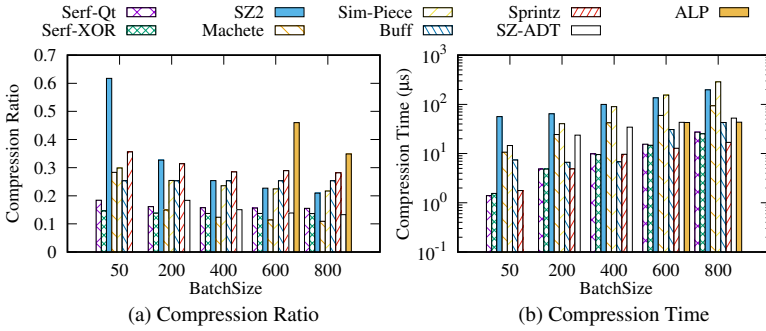 Serf-Qt SZ2 Sim-Piece Sprintz ALP
Serf-XOR Machete Buff SZ-ADT
Compression Ratio
0.7
0.6
0.5
0.4
0.3
0.2
0.1
0
50 200 400 600 800
BatchSize
(a) Compression Ratio
Compression Time (μs)
10^3
10^2
10^1
10^0
10^-1
50 200 400 600 800
BatchSize
(b) Compression Time